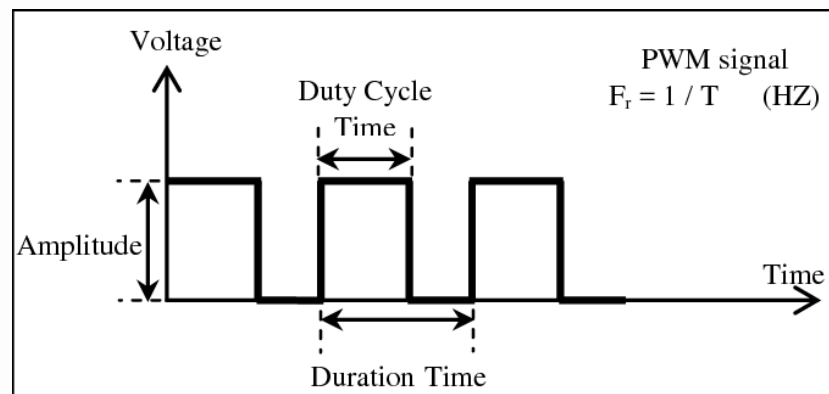 Voltage
PWM signal
Fᵣ = 1 / T (HZ)
Duty Cycle
Time
Amplitude
Time
Duration Time